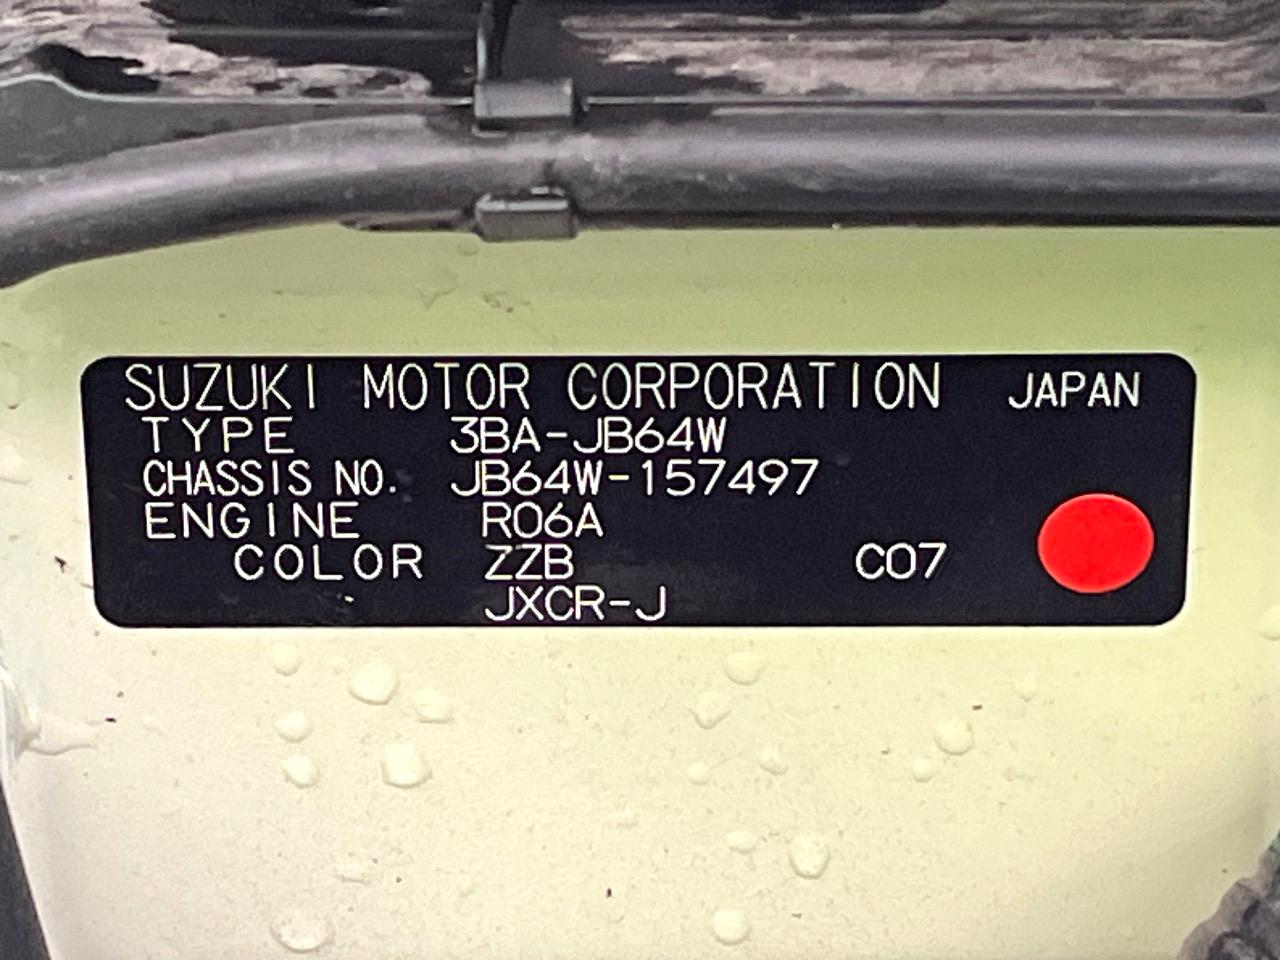 SUZUKI MOTOR CORPORATION JAPAN
TYPE 3BA-JB64W
CHASSIS NO. JB64W-157497
ENGINE R06A
COLOR ZZB C07
JXCR-J